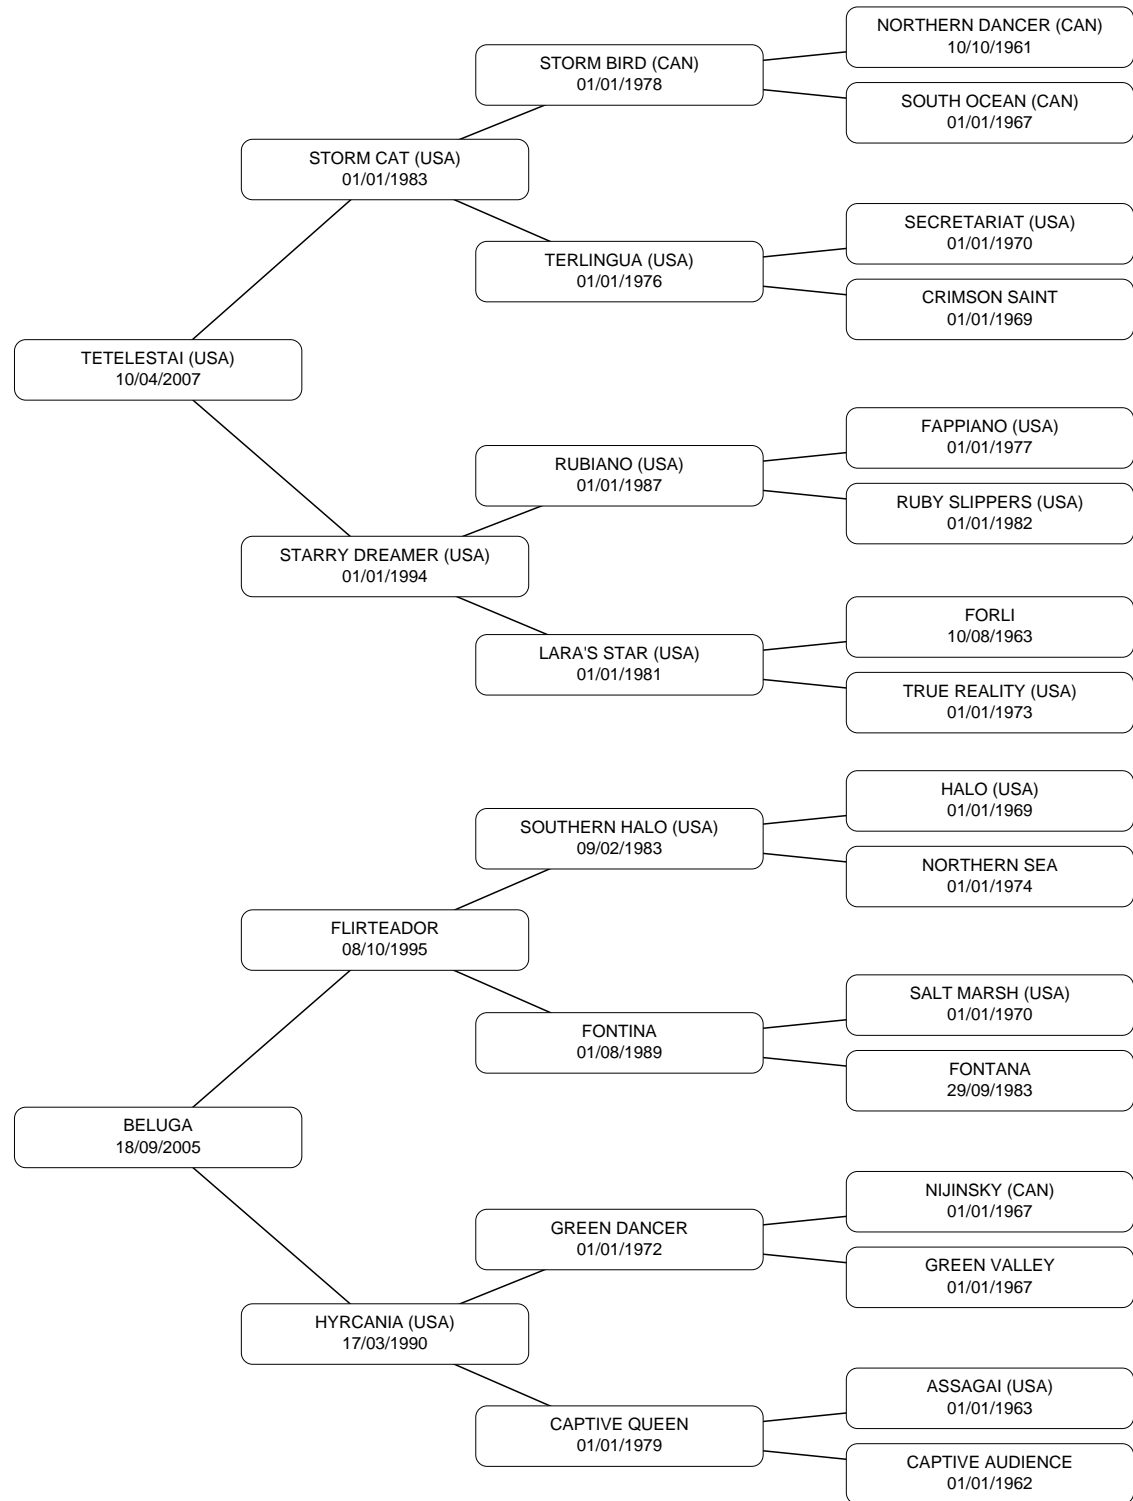 NORTHERN DANCER (CAN)
10/10/1961
STORM BIRD (CAN)
01/01/1978
SOUTH OCEAN (CAN)
01/01/1967
STORM CAT (USA)
01/01/1983
SECRETARIAT (USA)
01/01/1970
TERLINGUA (USA)
01/01/1976
CRIMSON SAINT
01/01/1969
TETELESTAI (USA)
10/04/2007
FAPPIANO (USA)
01/01/1977
RUBIANO (USA)
01/01/1987
RUBY SLIPPERS (USA)
01/01/1982
STARRY DREAMER (USA)
01/01/1994
FORLI
10/08/1963
LARA'S STAR (USA)
01/01/1981
TRUE REALITY (USA)
01/01/1973
HALO (USA)
01/01/1969
SOUTHERN HALO (USA)
09/02/1983
NORTHERN SEA
01/01/1974
FLIRTEADOR
08/10/1995
SALT MARSH (USA)
01/01/1970
FONTINA
01/08/1989
FONTANA
29/09/1983
BELUGA
18/09/2005
NIJINSKY (CAN)
01/01/1967
GREEN DANCER
01/01/1972
GREEN VALLEY
01/01/1967
HYRCANIA (USA)
17/03/1990
ASSAGAI (USA)
01/01/1963
CAPTIVE QUEEN
01/01/1979
CAPTIVE AUDIENCE
01/01/1962